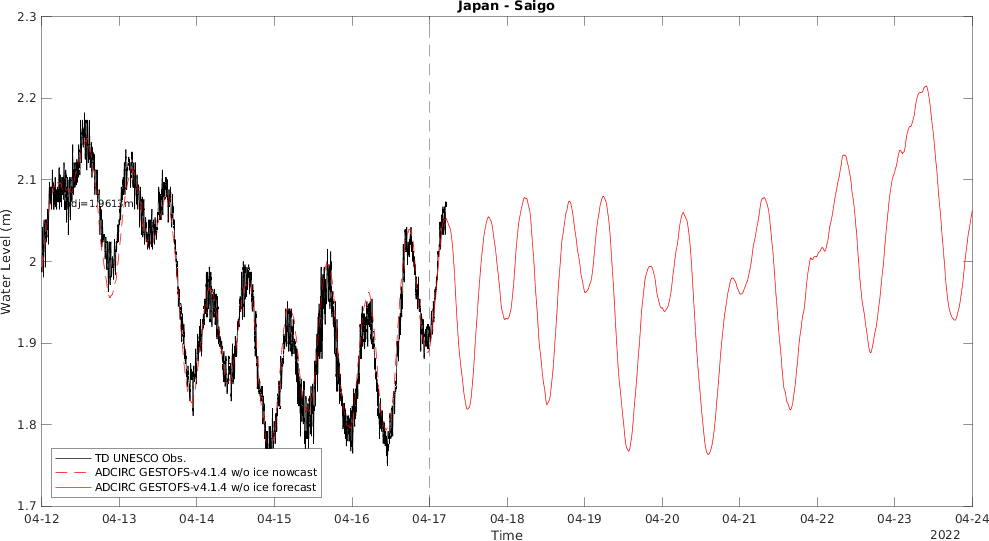 Japan - Saigo
Water Level (m)
2.3
2.2
2.1
2
1.9
1.8
1.7
dj=1.9613m
TD UNESCO Obs.
ADCIRC GESTOFS-v4.1.4 w/o ice nowcast
ADCIRC GESTOFS-v4.1.4 w/o ice forecast
04-12 04-13 04-14 04-15 04-16 04-17 04-18 04-19 04-20 04-21 04-22 04-23 04-24
Time
2022